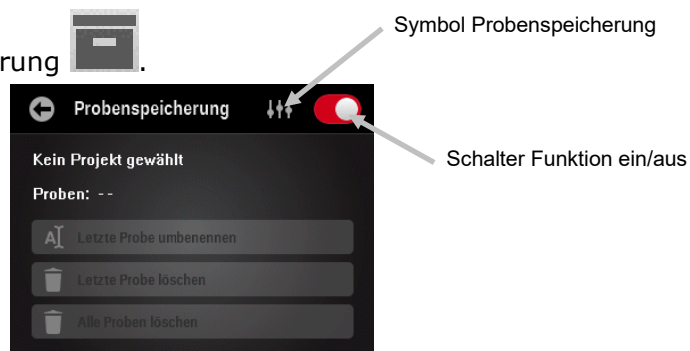 Symbol Probenspeicherung
rung .
Probenspeicherung
Schalter Funktion ein/aus
Kein Projekt gewählt
Proben: --
Letzte Probe umbenennen
Letzte Probe löschen
Alle Proben löschen